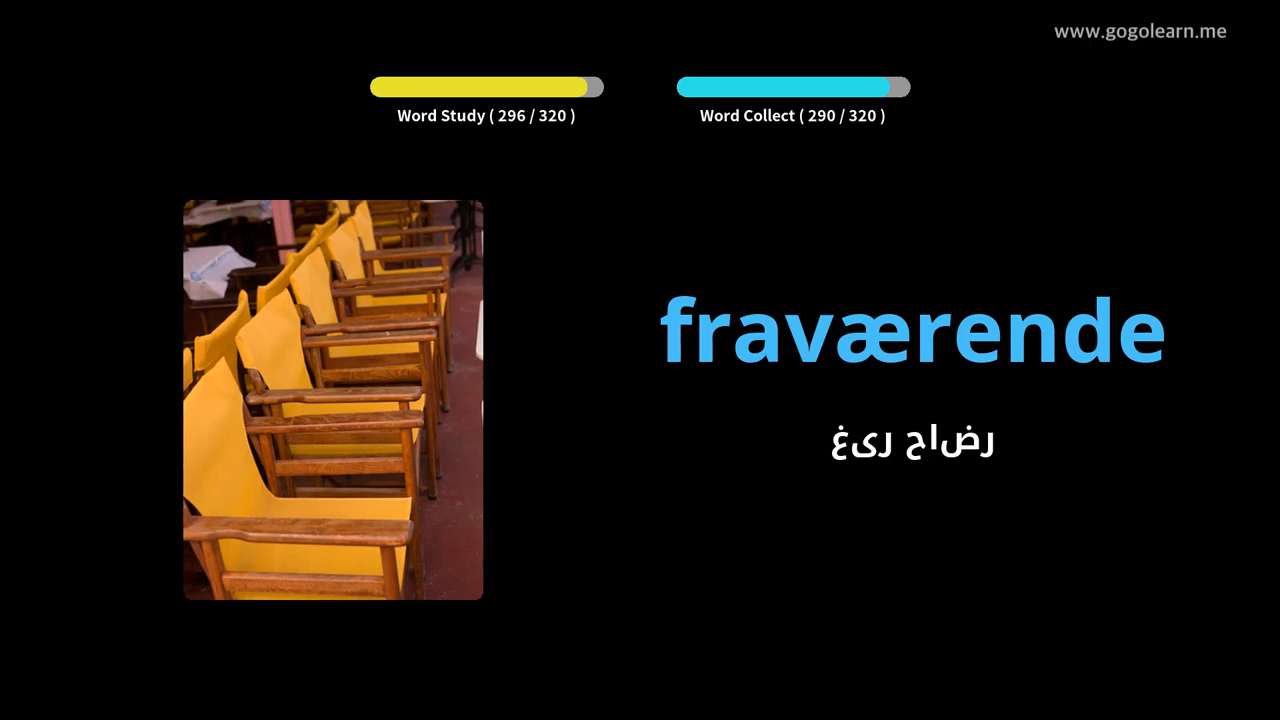 www.gogolearn.me
Word Study ( 296 / 320 )
Word Collect ( 290 / 320 )
fraværende
رضاح ریغ